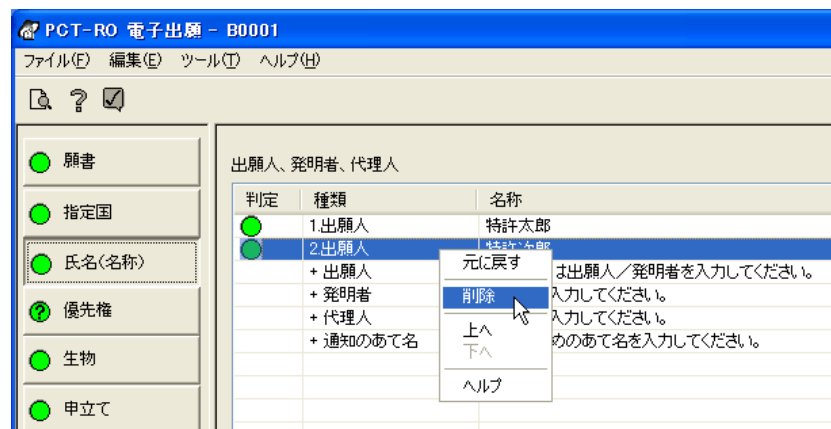 PCT-RO 電子出願 - B0001
ファイル(F) 編集(E) ツール(T) ヘルプ(H)
願書
指定国
氏名(名称)
優先権
生物
申立て
出願人、発明者、代理人
判定 種類 名称
1.出願人 特許太郎
2.出願人
+ 出願人 は出願人／発明者を入力してください。
+ 発明者 入力してください。
+ 代理人 入力してください。
+ 通知のあて名 めのあて名を入力してください。
元に戻す
削除
上へ
下へ
ヘルプ